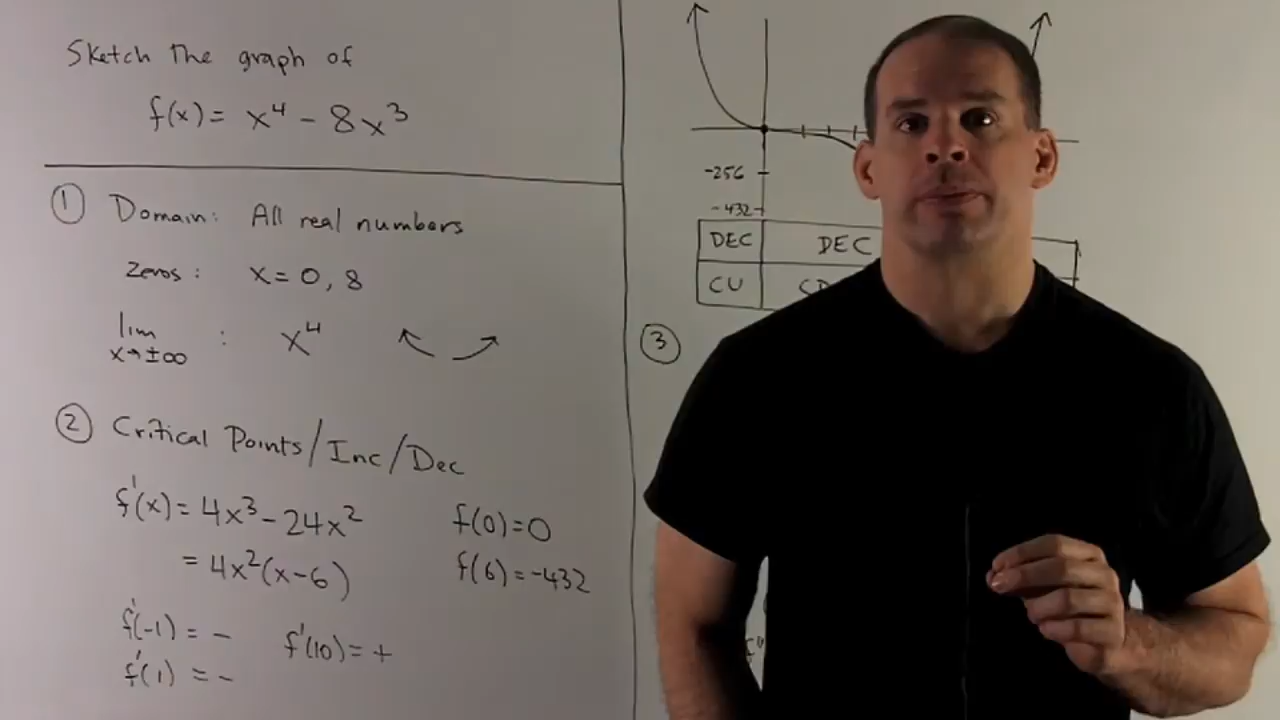 Sketch the graph of
f(x) = x⁴ - 8x³
① Domain: All real numbers
zeros: x = 0, 8
lim x→±∞ : x⁴
② Critical Points/Inc/Dec
f'(x) = 4x³ - 24x²
= 4x²(x-6)
f(0) = 0
f(6) = -432
f'(-1) = -
f'(1) = -
f'(10) = +
-256
-432
DEC DEC
CU
③